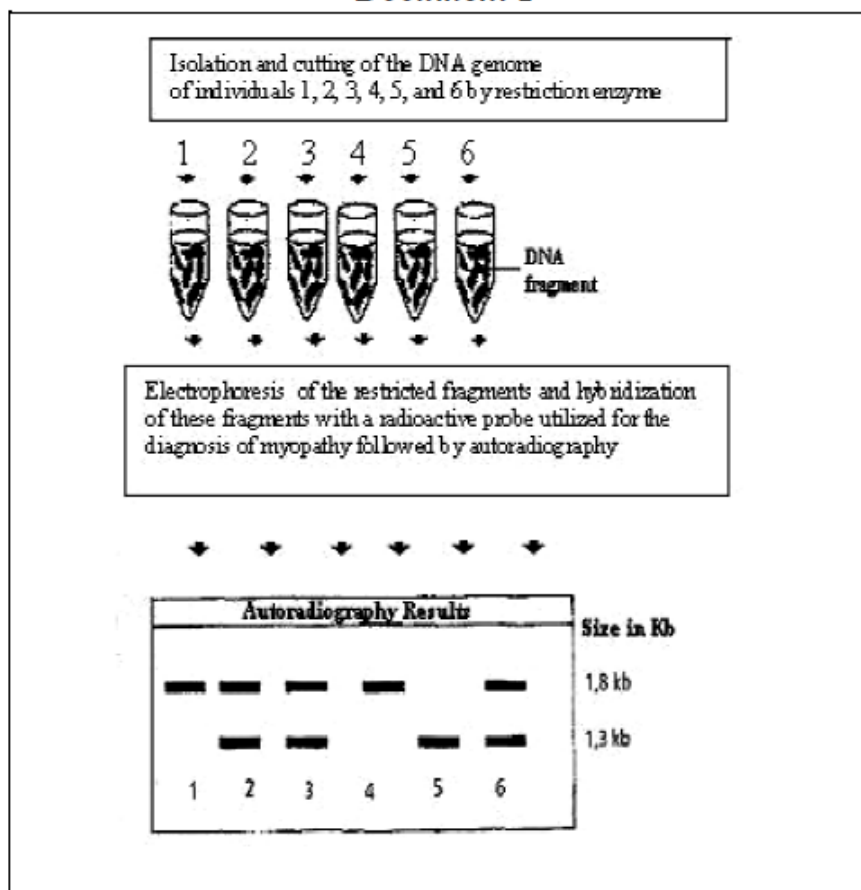 Isolation and cutting of the DNA genome
of individuals 1, 2, 3, 4, 5, and 6 by restriction enzyme
1 2 3 4 5 6
DNA
fragment
Electrophoresis of the restricted fragments and hybridization
of these fragments with a radioactive probe utilized for the
diagnosis of myopathy followed by autoradiography
Autoradiography Results
Size in Kb
1,8 kb
1,3 kb
1 2 3 4 5 6